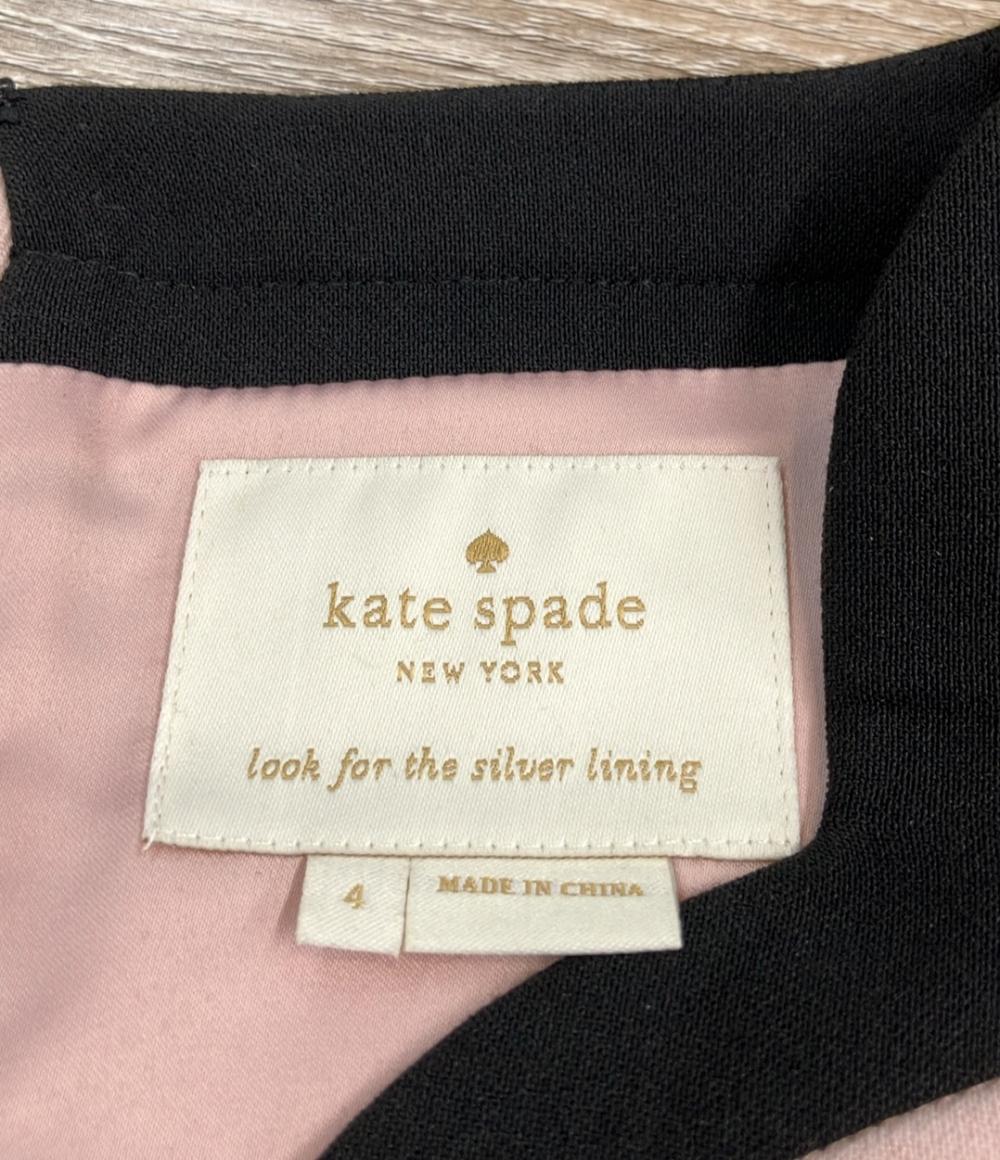 kate spade
NEW YORK
look for the silver lining
4
MADE IN CHINA